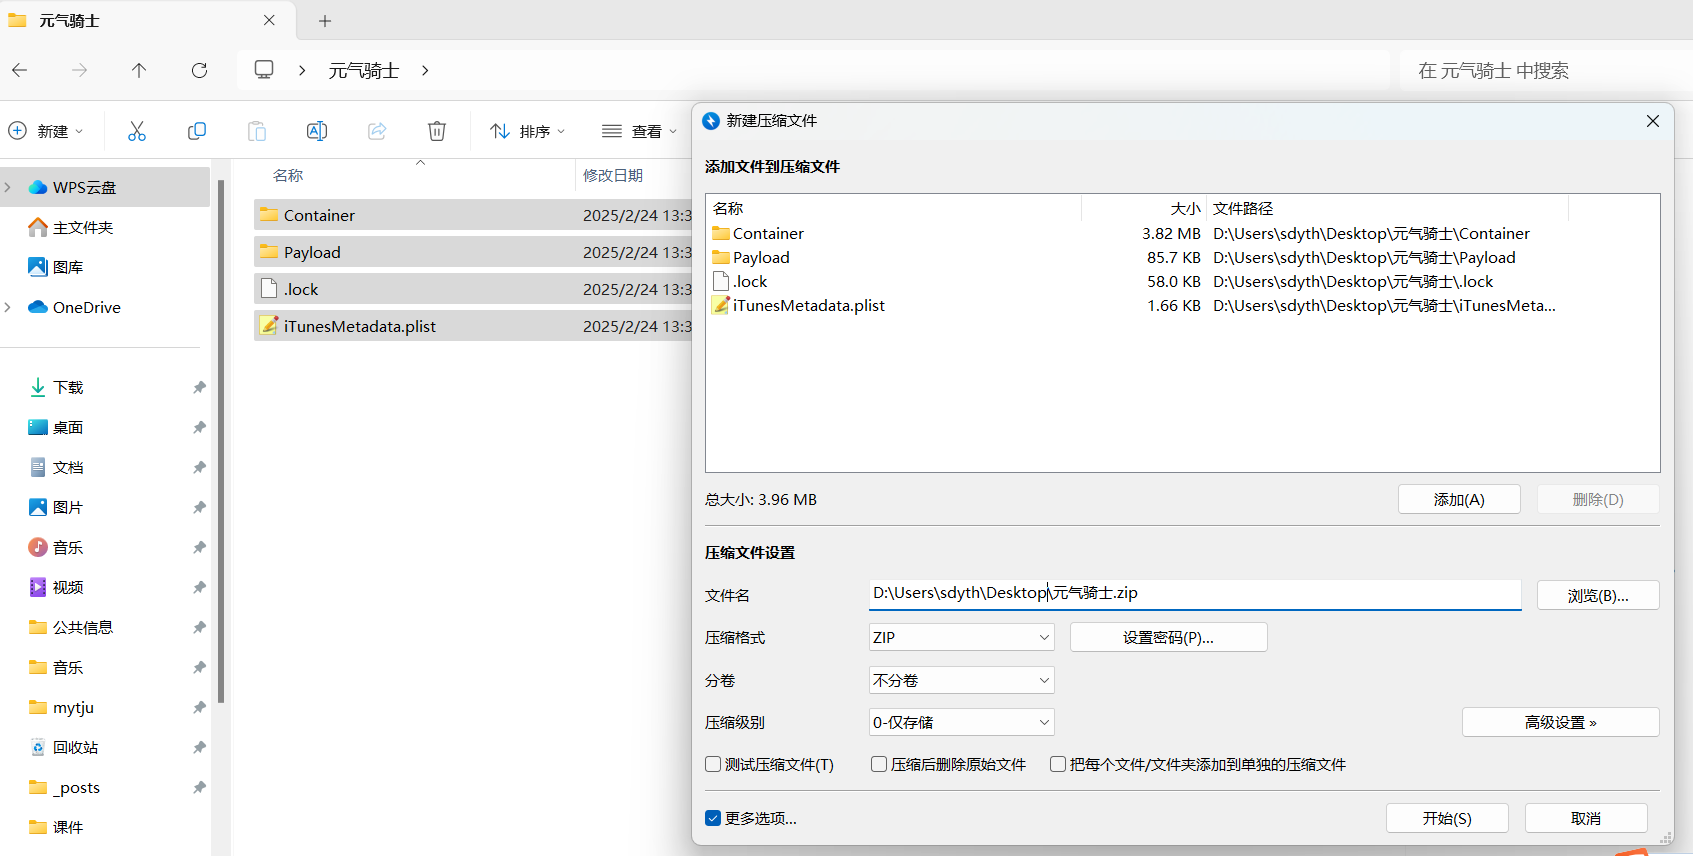 元气骑士
元气骑士
在 元气骑士 中搜索
新建
排序
查看
WPS云盘
主文件夹
图库
OneDrive
下载
桌面
文档
图片
音乐
视频
公共信息
音乐
mytju
回收站
_posts
课件
名称 修改日期
Container 2025/2/24 13:3
Payload 2025/2/24 13:3
.lock 2025/2/24 13:3
iTunesMetadata.plist 2025/2/24 13:3
新建压缩文件
添加文件到压缩文件
名称 大小 文件路径
Container 3.82 MB D:\Users\sdyth\Desktop\元气骑士\Container
Payload 85.7 KB D:\Users\sdyth\Desktop\元气骑士\Payload
.lock 58.0 KB D:\Users\sdyth\Desktop\元气骑士\.lock
iTunesMetadata.plist 1.66 KB D:\Users\sdyth\Desktop\元气骑士\iTunesMeta...
总大小: 3.96 MB 添加(A) 删除(D)
压缩文件设置
文件名 D:\Users\sdyth\Desktop\元气骑士.zip 浏览(B)...
压缩格式 ZIP 设置密码(P)...
分卷 不分卷
压缩级别 0-仅存储 高级设置 »
测试压缩文件(T) 压缩后删除原始文件 把每个文件/文件夹添加到单独的压缩文件
更多选项... 开始(S) 取消